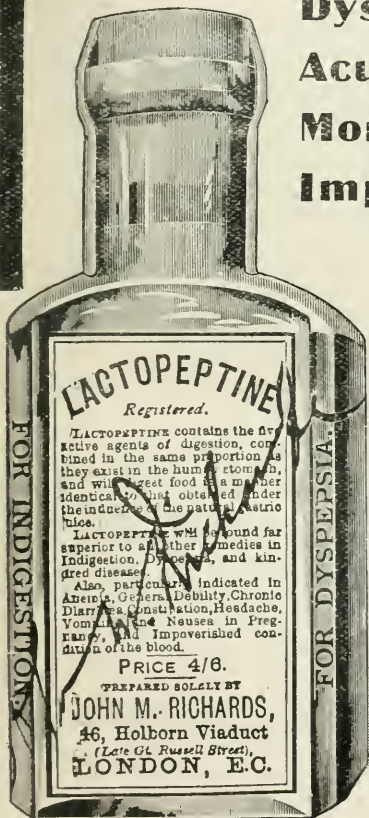 Dys
Acu
Mo
Imp
LACTOPEPTINE
Registered.
LACTOPEPTINE contains the five
active agents of digestion, com-
bined in the same proportion as
they exist in the human stomach,
and will digest food in a manner
identical to that obtained under
the influence of the natural gastric
juice.
LACTOPEPTINE will be found far
superior to all other remedies in
Indigestion, Dyspepsia, and kin-
dred diseases.
Also, particularly indicated in
Anemia, General Debility, Chronic
Diarrhea, Constipation, Headache,
Vomiting and Neusea in Preg-
nancy, and Impoverished con-
dition of the blood.
PRICE 4/6.
PREPARED SOLELY BY
JOHN M. RICHARDS,
46, Holborn Viaduct
(Late Gt. Russell Street),
LONDON, E.C.
FOR INDIGESTION.
FOR DYSPEPSIA.